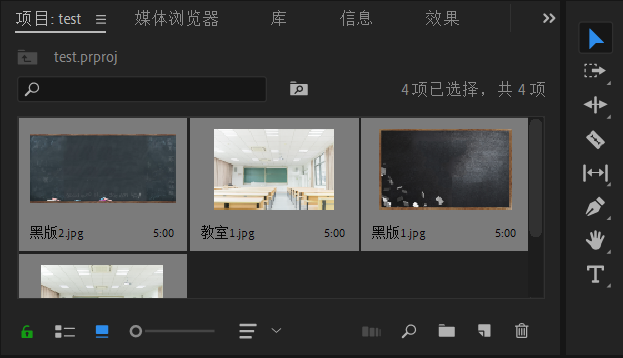 项目: test 媒体浏览器 库 信息 效果
test.prproj
4项已选择，共 4 项
黑版2.jpg 5:00 教室1.jpg 5:00 黑版1.jpg 5:00